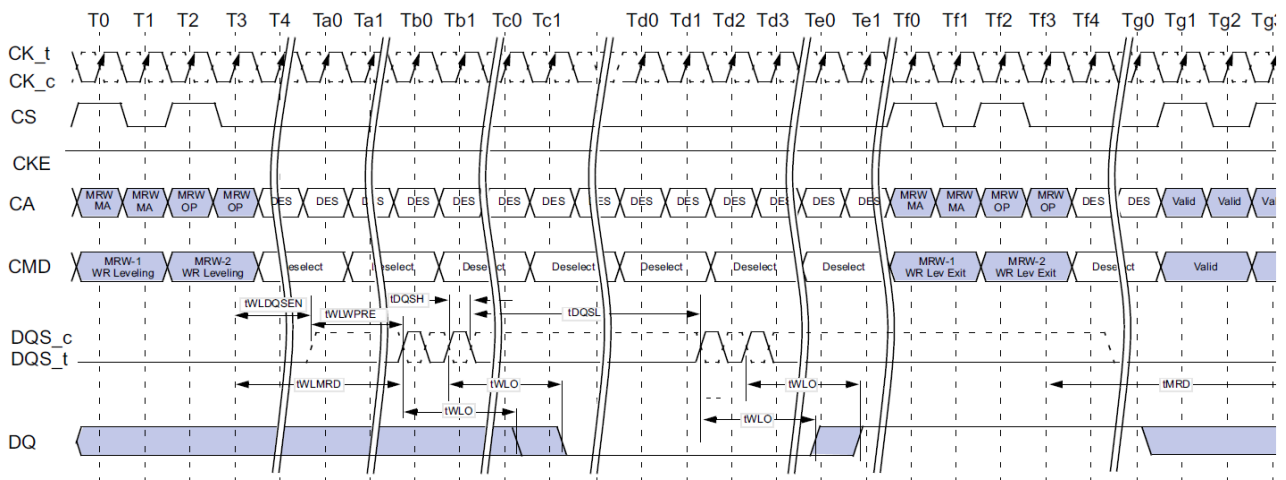 T0 T1 T2 T3 T4 Ta0 Ta1 Tb0 Tb1 Tc0 Tc1 Td0 Td1 Td2 Td3 Te0 Te1 Tf0 Tf1 Tf2 Tf3 Tf4 Tg0 Tg1 Tg2 Tg3
CK_t
CK_c
CS
CKE
CA
MRW MA
MRW MA
MRW OP
MRW OP
DES DES DES DES DES DES DES DES DES DES DES DES DES DES
MRW MA
MRW MA
MRW OP
MRW OP
DES DES Valid Valid Va
CMD
MRW-1 WR Leveling
MRW-2 WR Leveling
Deselect Deselect Deselect Deselect Deselect Deselect Deselect
MRW-1 WR Lev Exit
MRW-2 WR Lev Exit
Deselect Valid
tWLDQSEN
tWLWPRE
tDQSH
tDQSL
DQS_c
DQS_t
tWLMRD
tWLO
tWLO
tMRD
tWLO
tWLO
DQ